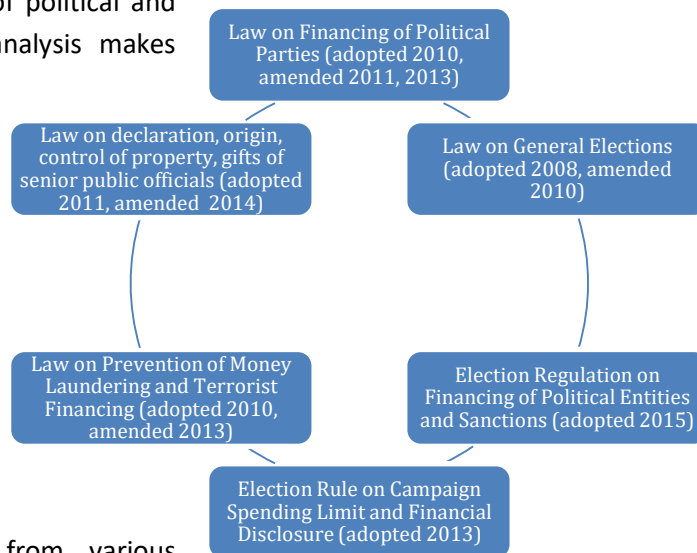 of political and
analysis makes
Law on Financing of Political
Parties (adopted 2010,
amended 2011, 2013)
Law on declaration, origin,
control of property, gifts of
senior public officials (adopted
2011, amended 2014)
Law on General Elections
(adopted 2008, amended
2010)
Law on Prevention of Money
Laundering and Terrorist
Financing (adopted 2010,
amended 2013)
Election Regulation on
Financing of Political Entities
and Sanctions (adopted 2015)
Election Rule on Campaign
Spending Limit and Financial
Disclosure (adopted 2013)
from various